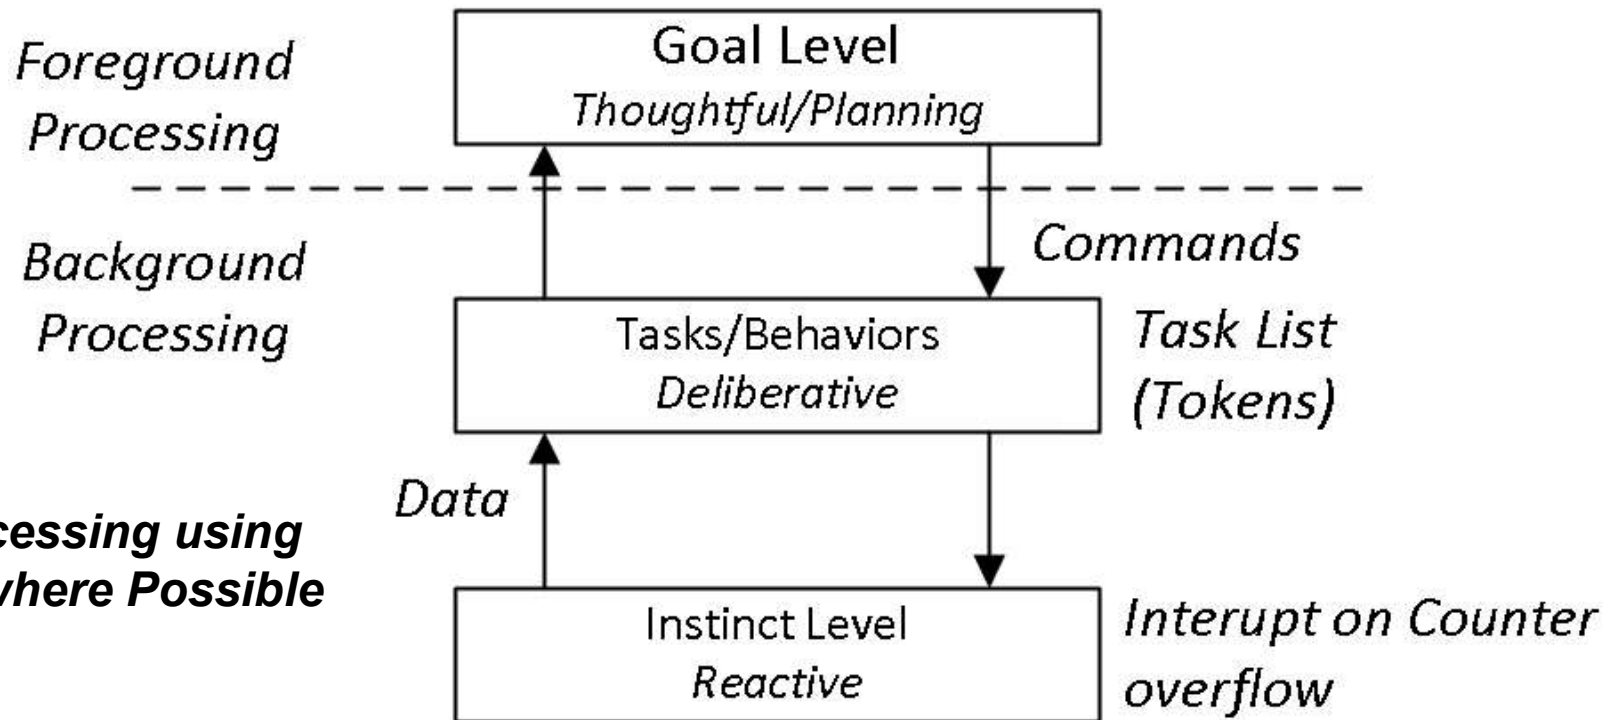 Foreground
Processing
Goal Level
Thoughtful/Planning
Background
Processing
Commands
Tasks/Behaviors
Deliberative
Task List
(Tokens)
Data
using
where Possible
Instinct Level
Reactive
Interupt on Counter
overflow